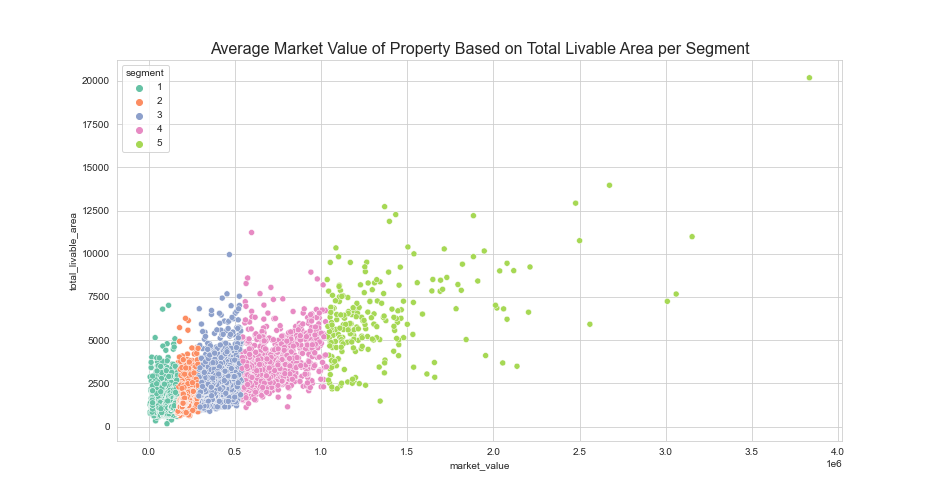 Average Market Value of Property Based on Total Livable Area per Segment
segment
1
2
3
4
5
total_livable_area
20000
17500
15000
12500
10000
7500
5000
2500
0
0.0 0.5 1.0 1.5 2.0 2.5 3.0 3.5 4.0
1e6
market_value